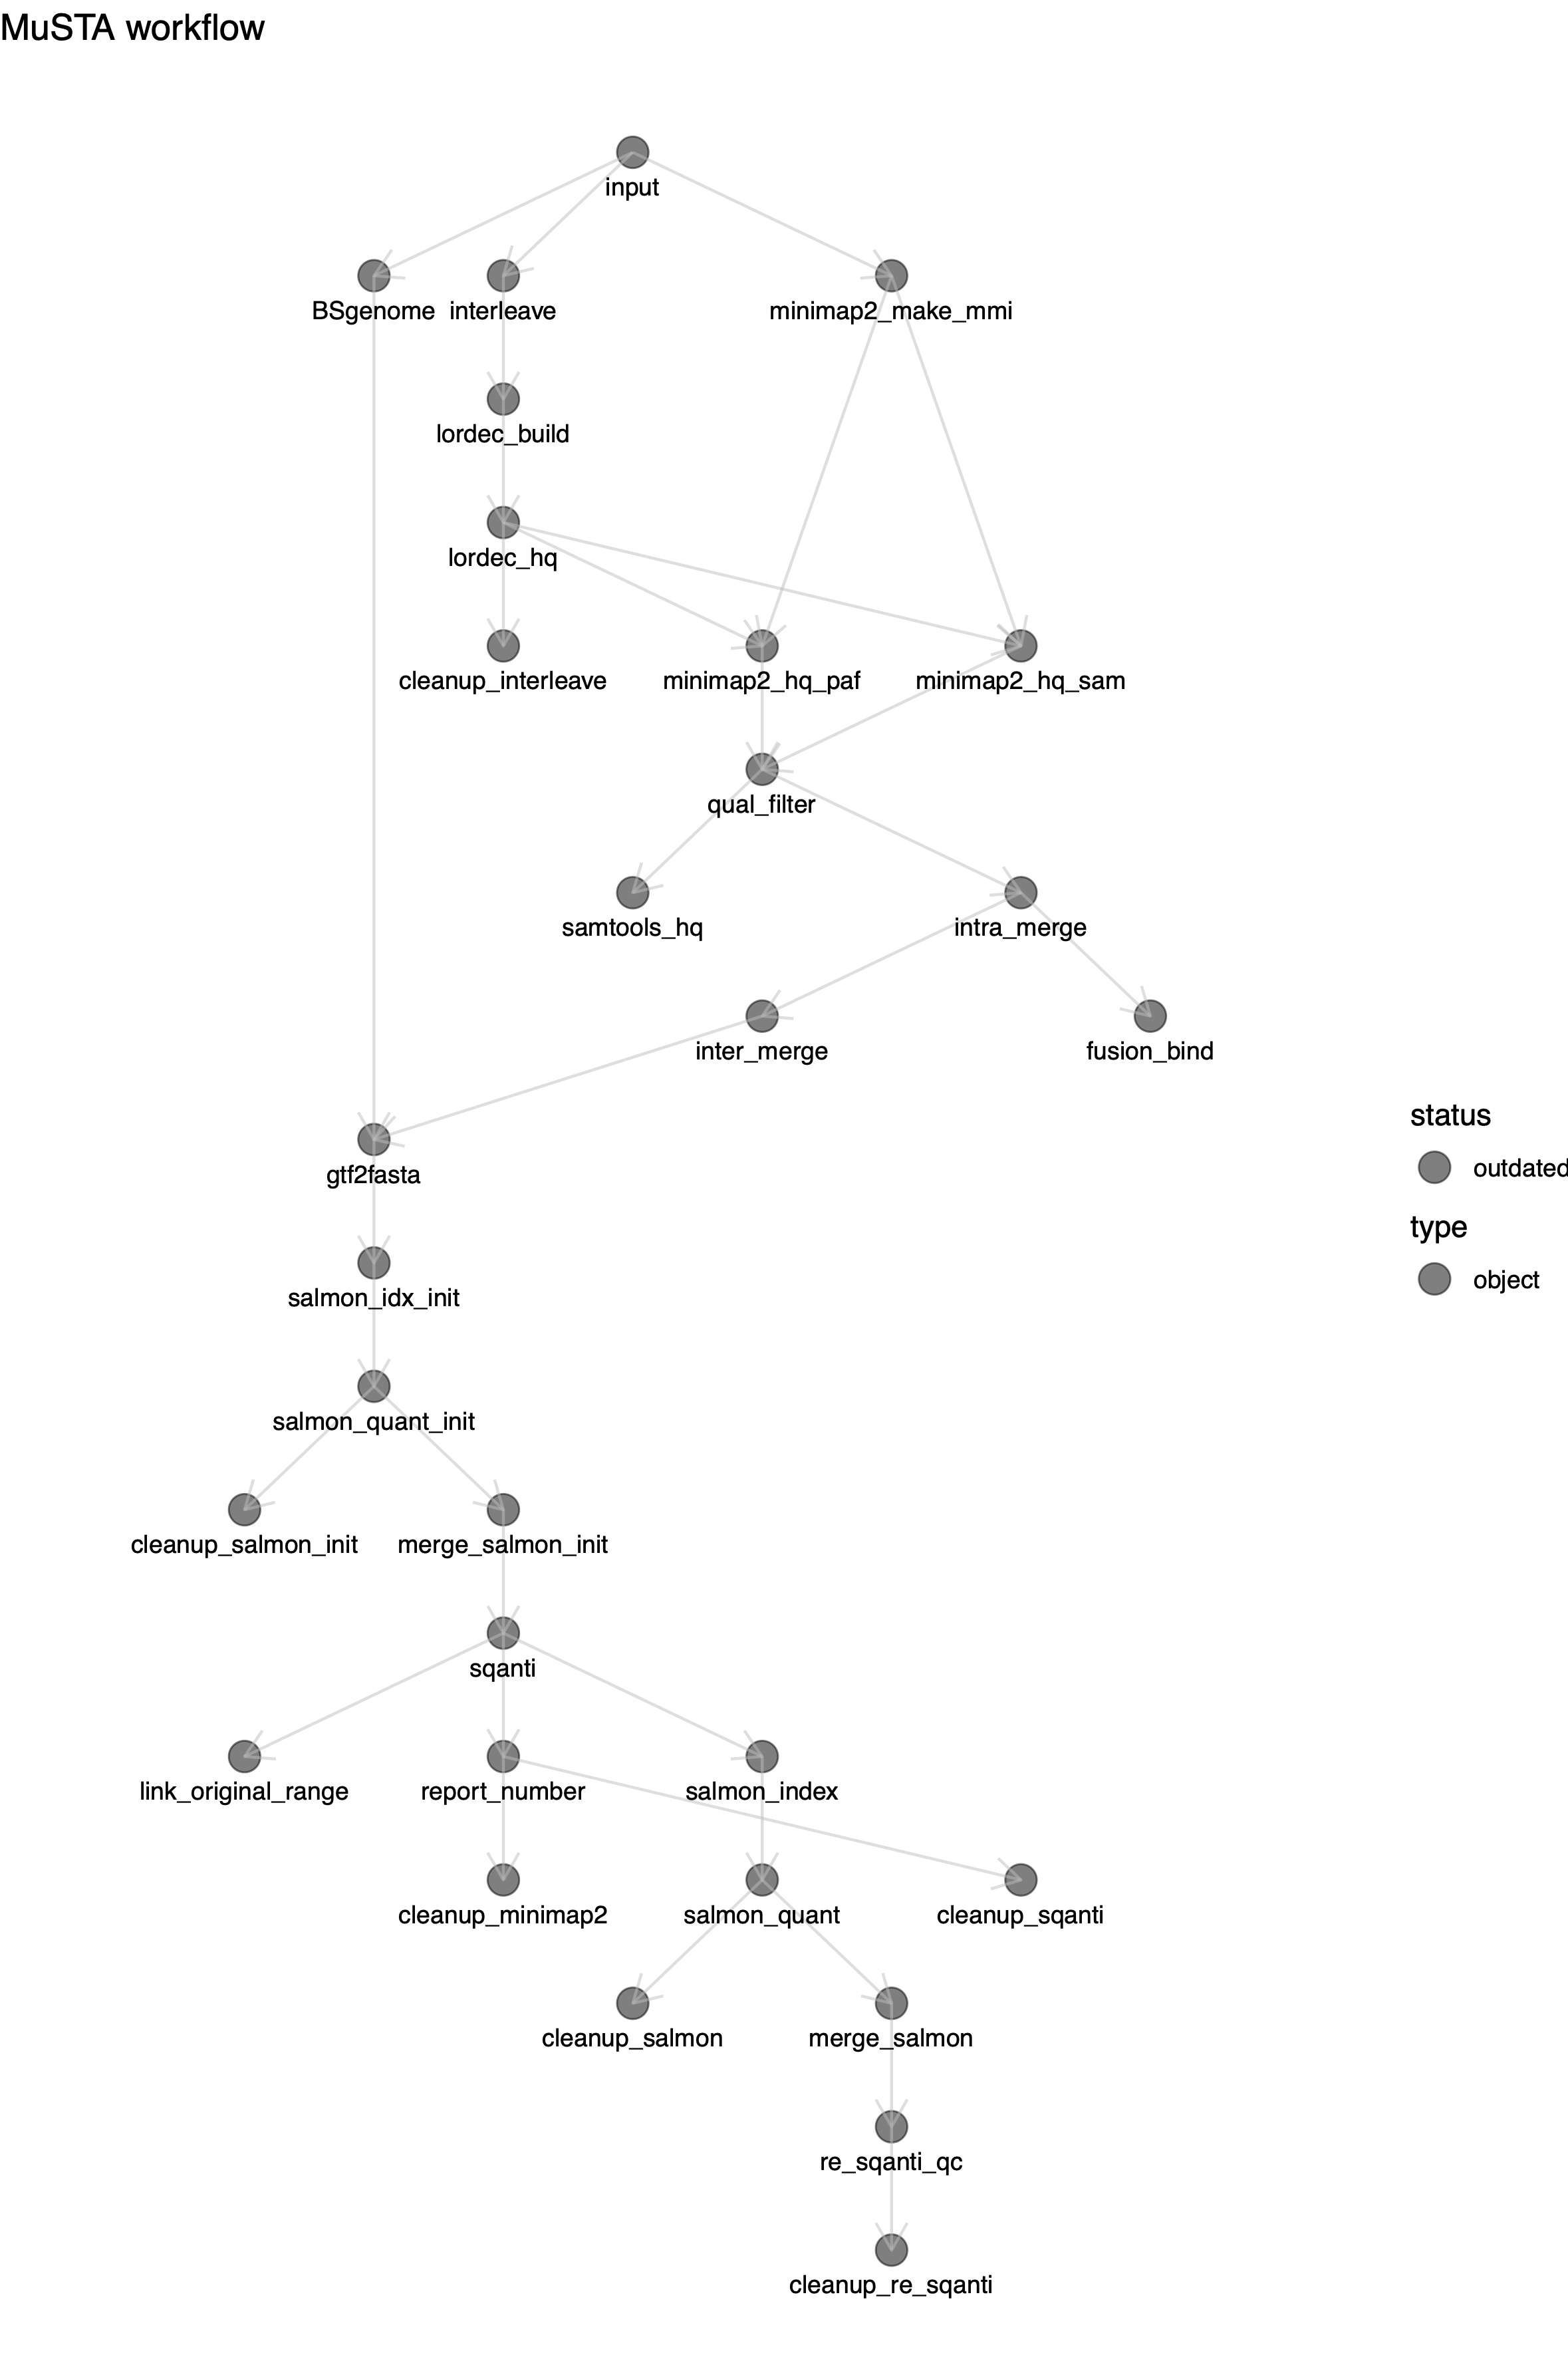 MuSTA workflow
input
BSgenome
interleave
minimap2_make_mmi
lordec_build
lordec_hq
cleanup_interleave
minimap2_hq_paf
minimap2_hq_sam
qual_filter
samtools_hq
intra_merge
inter_merge
fusion_bind
status
outdated
type
object
gtf2fasta
salmon_idx_init
salmon_quant_init
cleanup_salmon_init
merge_salmon_init
sqanti
link_original_range
report_number
salmon_index
cleanup_minimap2
salmon_quant
cleanup_sqanti
cleanup_salmon
merge_salmon
re_sqanti_qc
cleanup_re_sqanti